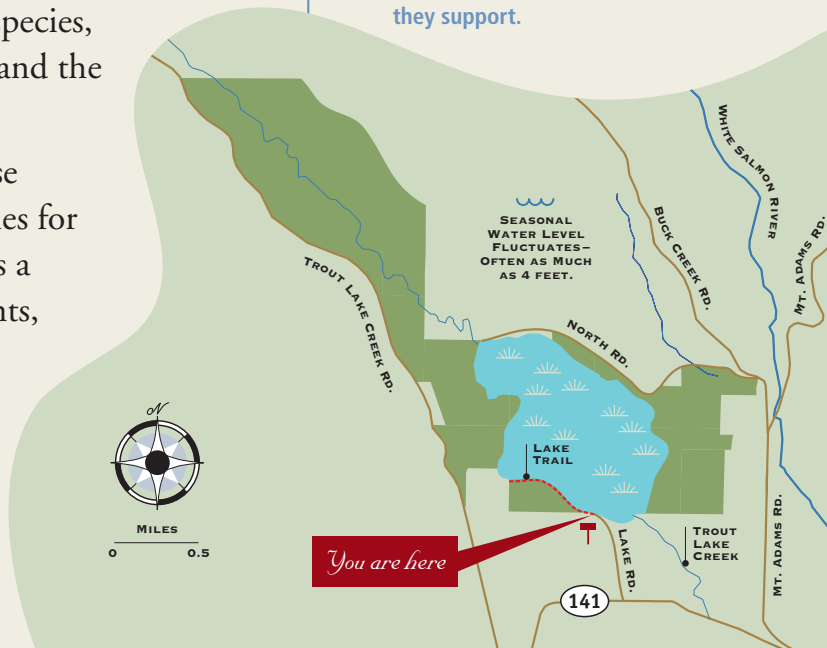 pecies,
and the
se
es for
s a
nts,
they support.
WHITE SALMON RIVER
MT. ADAMS RD.
BUCK CREEK RD.
SEASONAL
WATER LEVEL
FLUCTUATES–
OFTEN AS MUCH
AS 4 FEET.
TROUT LAKE CREEK RD.
NORTH RD.
N
LAKE
TRAIL
MILES
0 0.5
You are here
LAKE RD.
TROUT
LAKE
CREEK
MT. ADAMS RD.
141